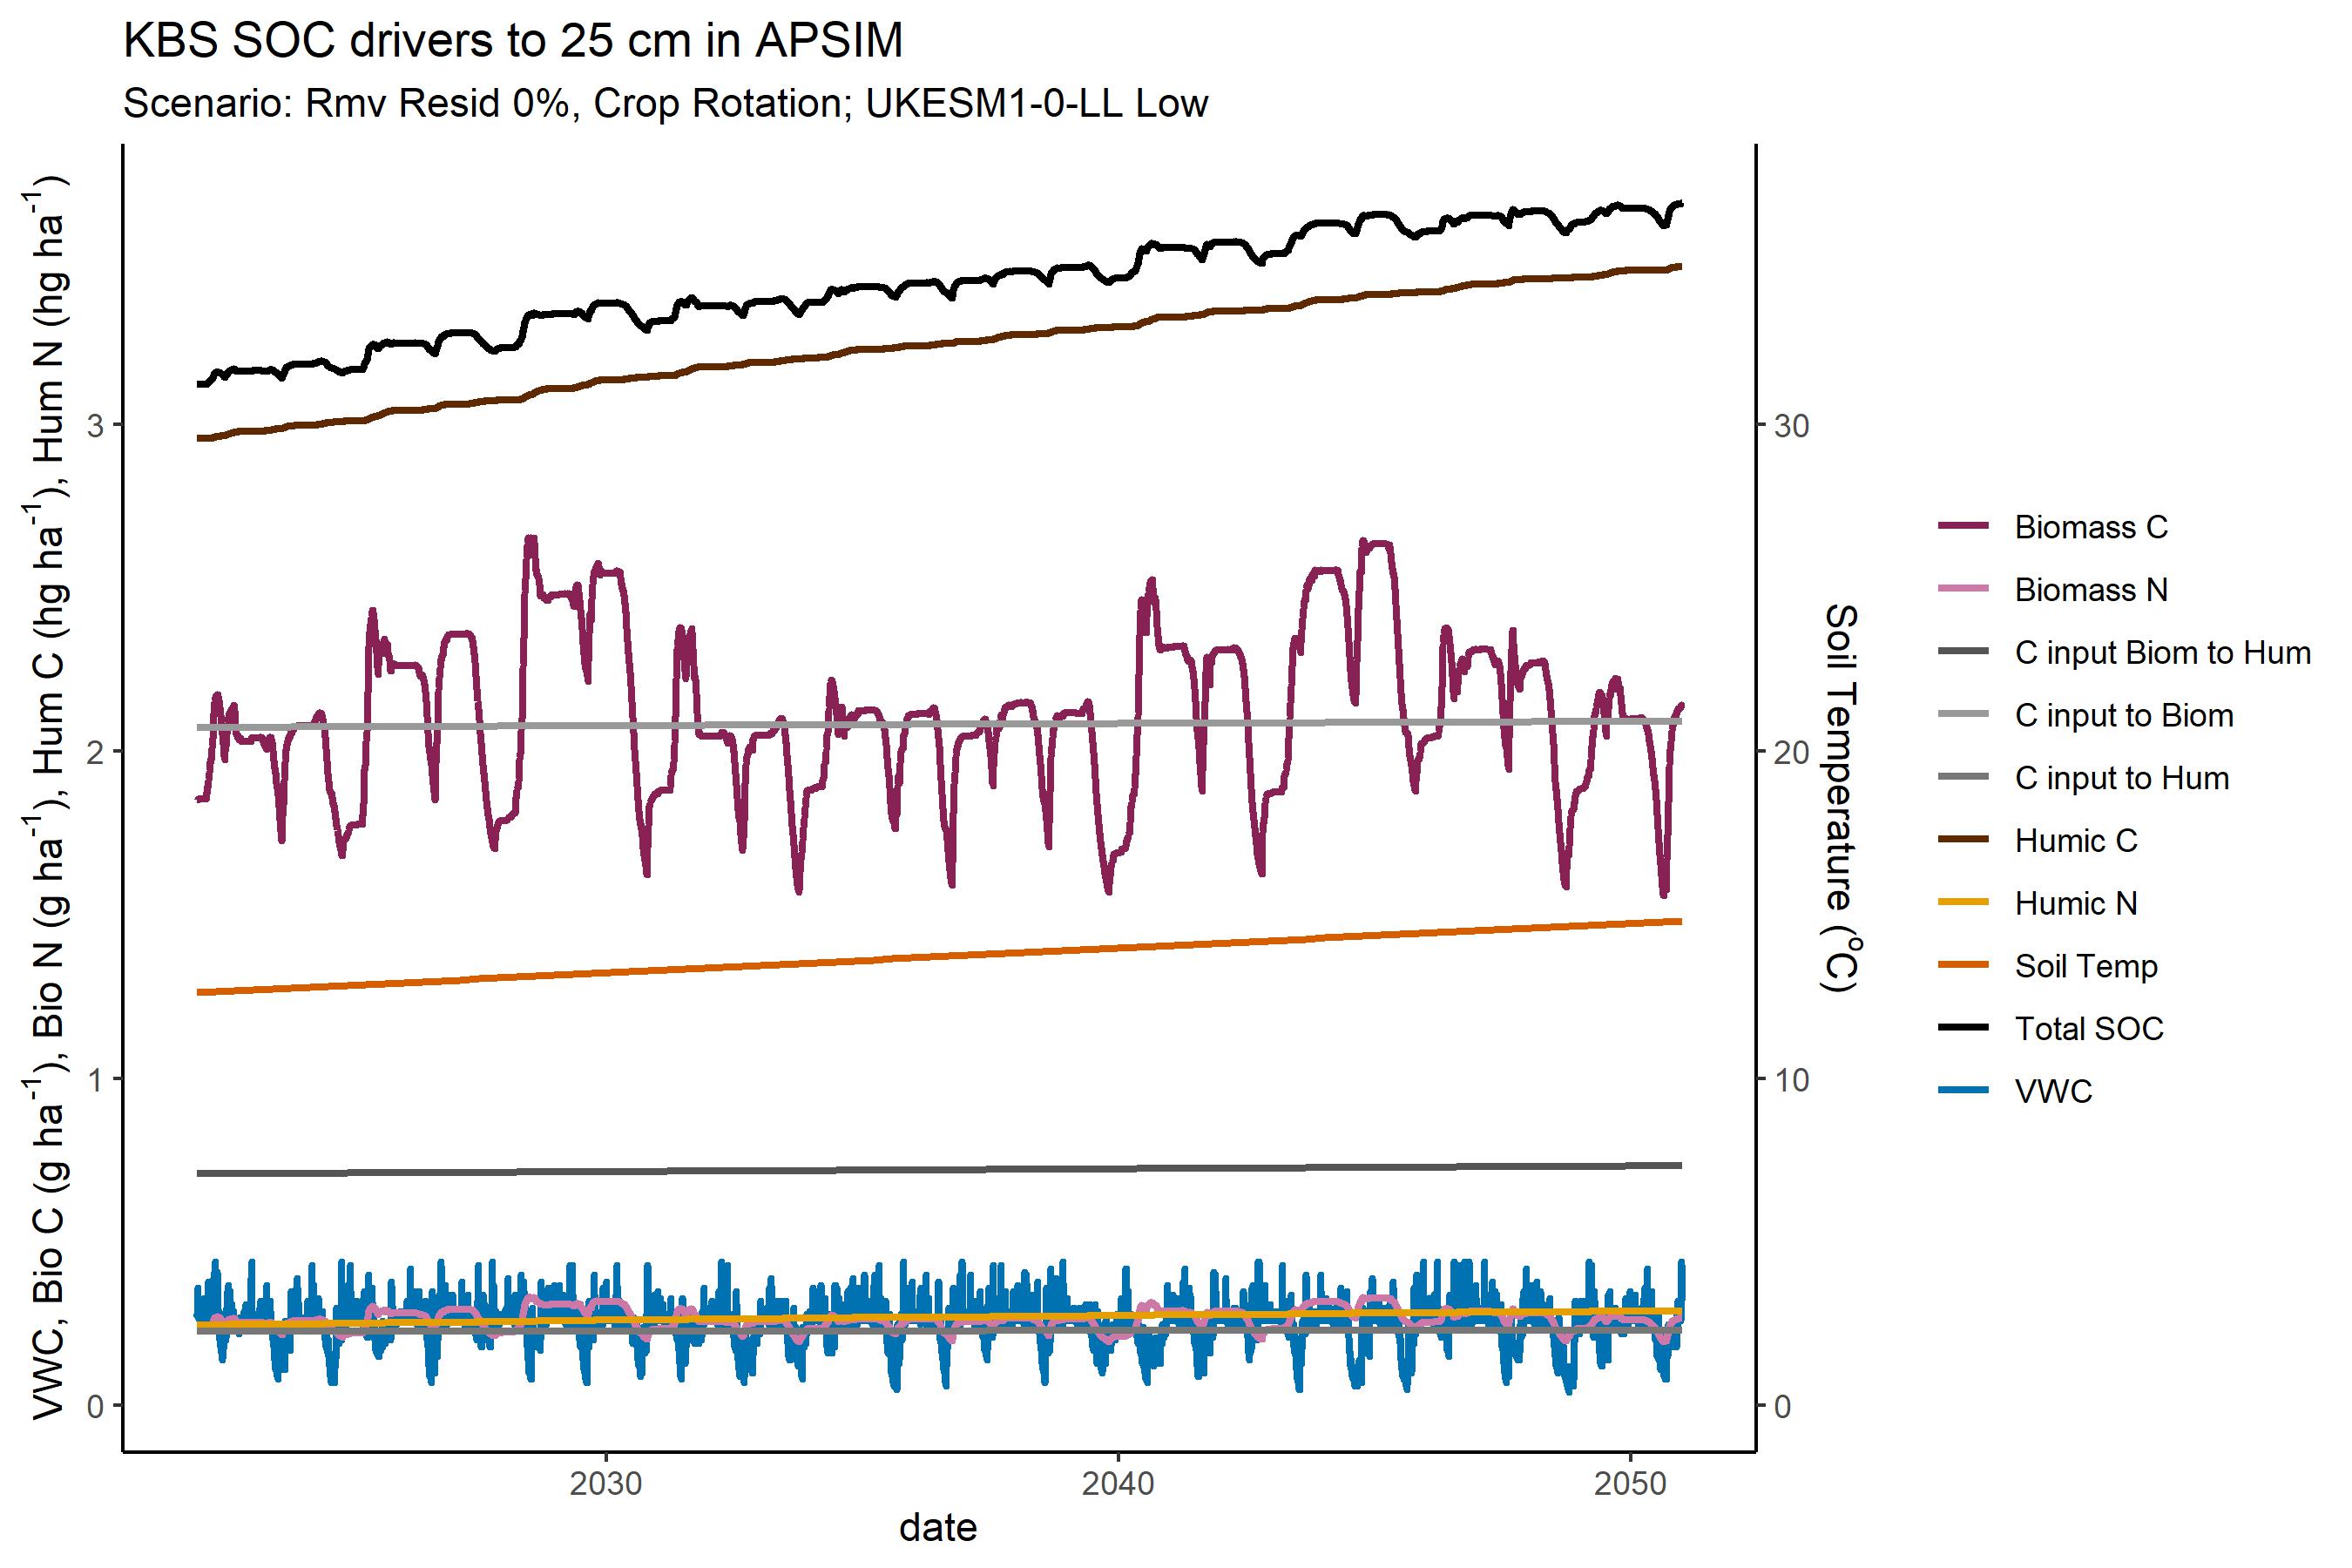 KBS SOC drivers to 25 cm in APSIM
Scenario: Rmv Resid 0%, Crop Rotation; UKESM1-0-LL Low
VWC, Bio C (g ha⁻¹), Bio N (g ha⁻¹), Hum C (hg ha⁻¹), Hum N (hg ha⁻¹)
3
2
1
0
30
20
10
0
Soil Temperature (⁰C)
2030
2040
2050
date
Biomass C
Biomass N
C input Biom to Hum
C input to Biom
C input to Hum
Humic C
Humic N
Soil Temp
Total SOC
VWC